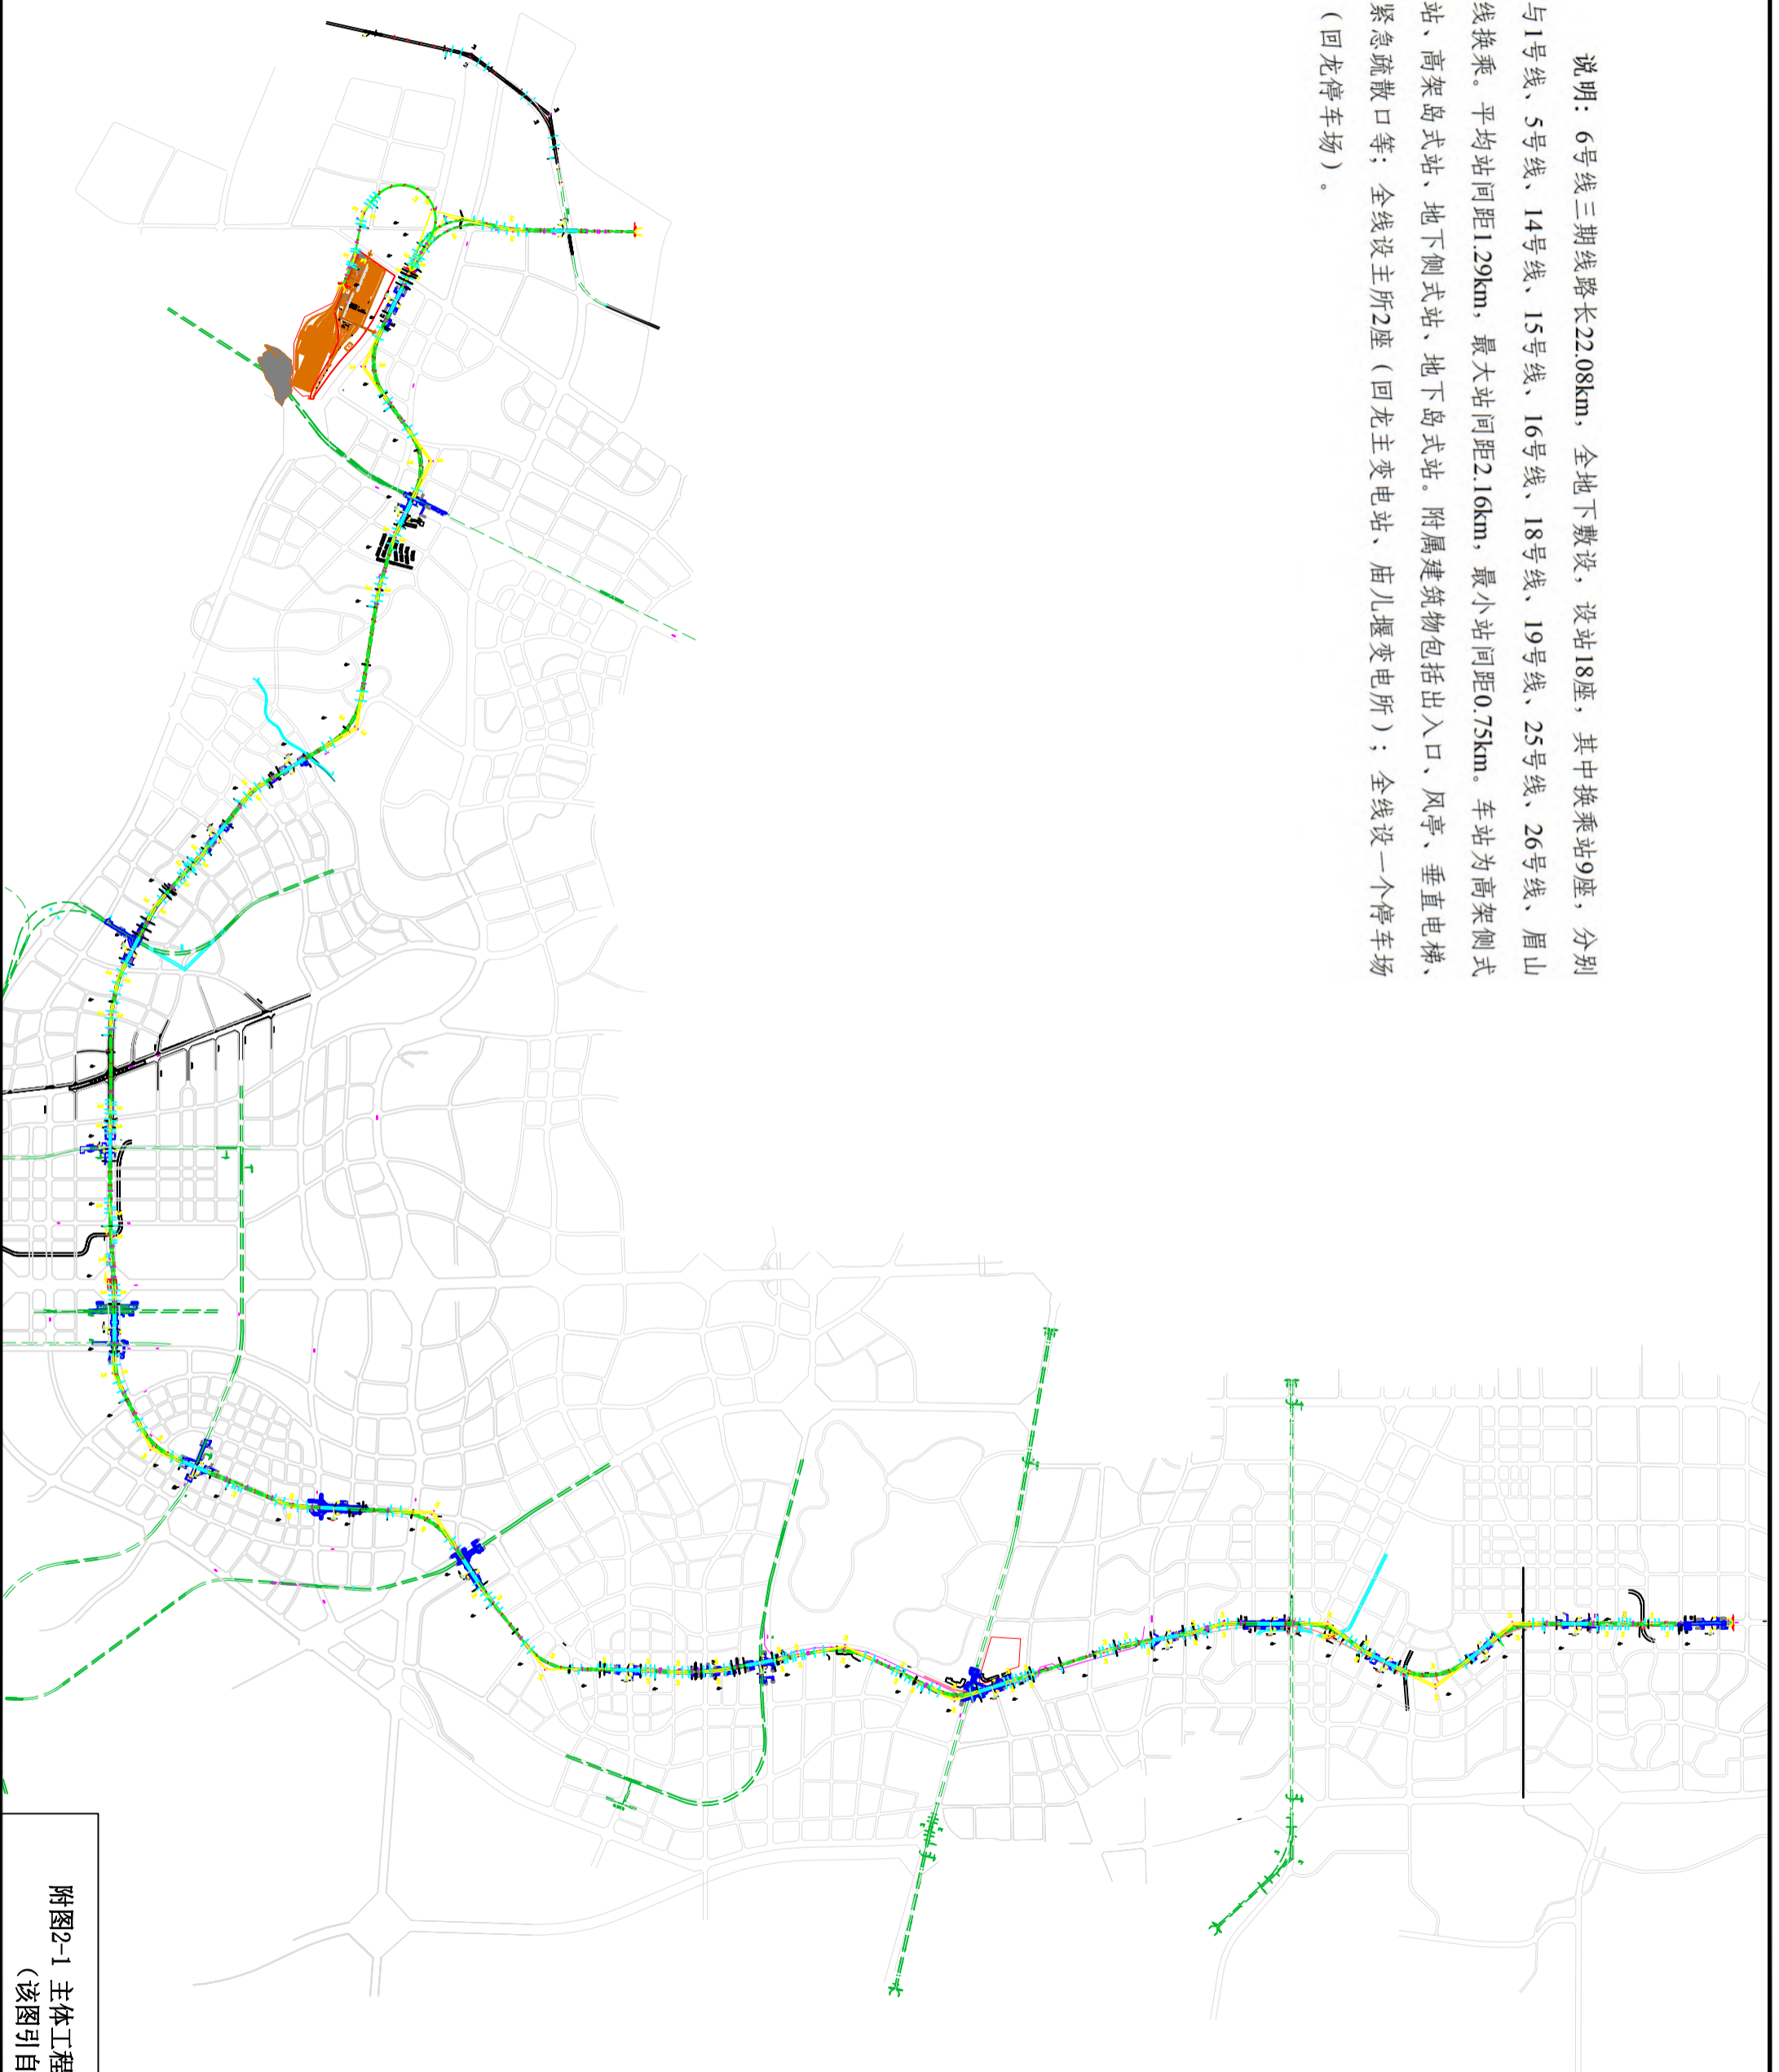 说明：6号线三期线路长22.08km，全地下敷设，设站18座，其中换乘站9座，分别
与1号线、5号线、14号线、15号线、16号线、18号线、19号线、25号线、26号线、眉山
线换乘。平均站间距1.29km，最大站间距2.16km，最小站间距0.75km。车站为高架侧式
站、高架岛式站、地下侧式站、地下岛式站。附属建筑物包括出入口、风亭、垂直电梯、
紧急疏散口等；全线设主所2座（回龙主变电站、庙儿堰变电所）；全线设一个停车场
（回龙停车场）。
附图2-1 主体工程
（该图引自